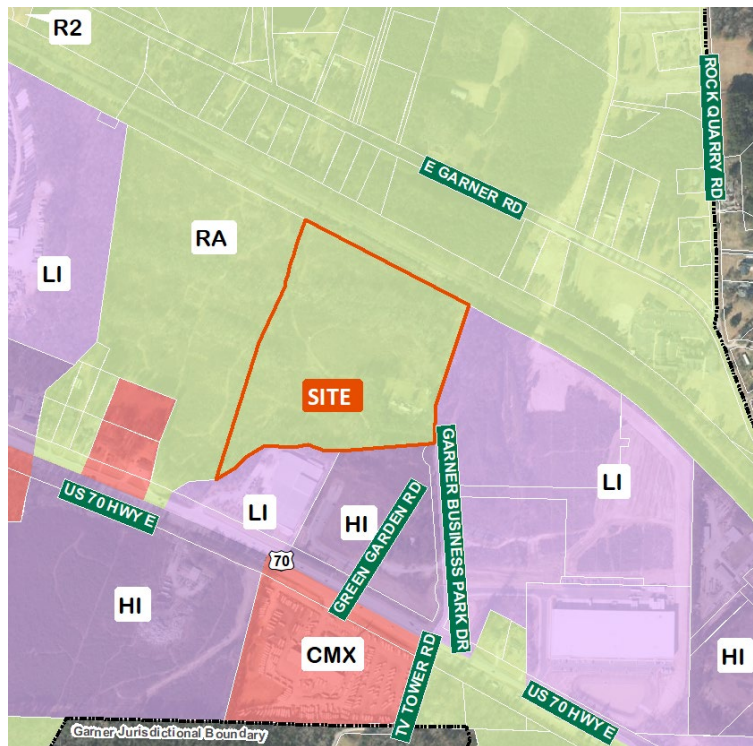 R2
ROCK QUARRY RD
E GARNER RD
RA
LI
SITE
GARNER BUSINESS PARK DR
US 70 HWY E
LI
HI
GREEN GARDEN RD
LI
70
HI
CMX
TV TOWER RD
HI
US 70 HWY E
Garner Jurisdictional Boundary